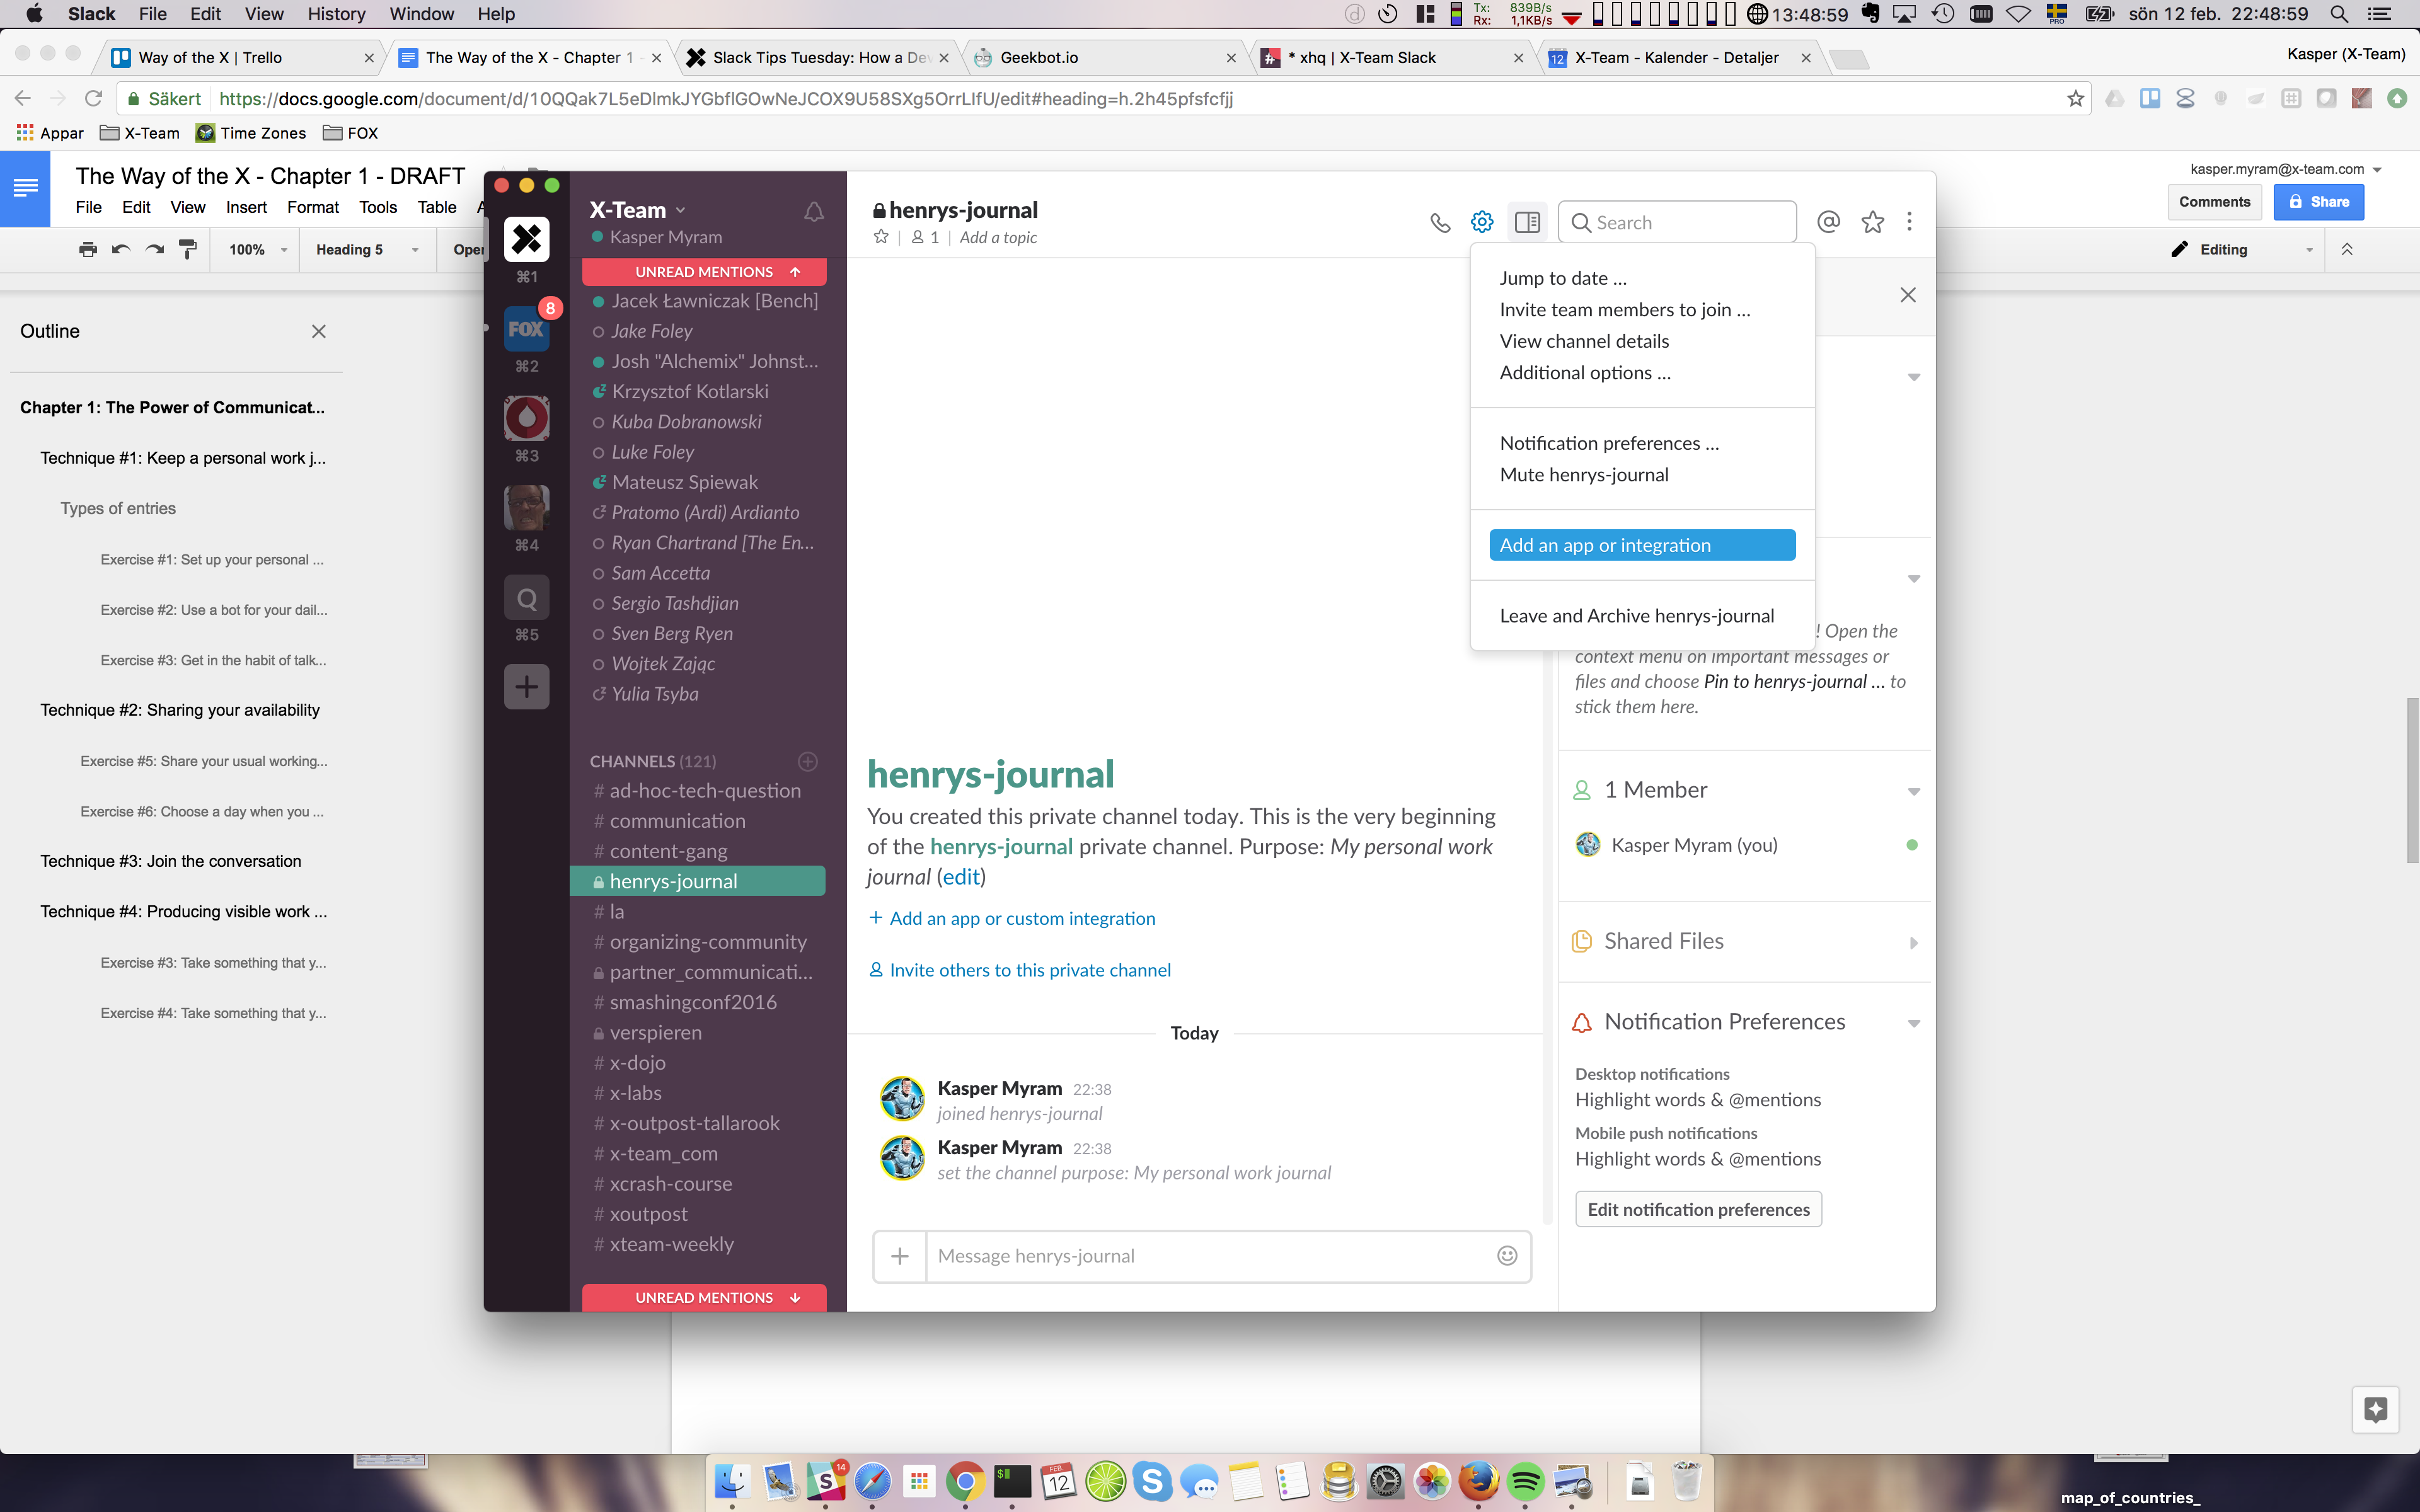 Slack File Edit View History Window Help
Tx: 839B/s
Rx: 1,1KB/s
13:48:59
PRO
sön 12 feb. 22:48:59
Way of the X | Trello
The Way of the X - Chapter 1 -
Slack Tips Tuesday: How a Dev
Geekbot.io
* xhq | X-Team Slack
12 X-Team - Kalender - Detaljer
Kasper (X-Team)
Säkert https://docs.google.com/document/d/10QQak7L5eDlmkJYGbflGOwNeJCOX9U58SXg5OrrLIfU/edit#heading=h.2h45pfsfcfjj
Appar X-Team Time Zones FOX
The Way of the X - Chapter 1 - DRAFT
kasper.myram@x-team.com
File Edit View Insert Format Tools Table A
Comments Share
100% Heading 5 Oper
Editing
Outline
Chapter 1: The Power of Communicat...
Technique #1: Keep a personal work j...
Types of entries
Exercise #1: Set up your personal ...
Exercise #2: Use a bot for your dail...
Exercise #3: Get in the habit of talk...
Technique #2: Sharing your availability
Exercise #5: Share your usual working...
Exercise #6: Choose a day when you ...
Technique #3: Join the conversation
Technique #4: Producing visible work ...
Exercise #3: Take something that y...
Exercise #4: Take something that y...
⌘1
8
FOX
⌘2
⌘3
⌘4
Q
⌘5
X-Team
Kasper Myram
UNREAD MENTIONS ↑
Jacek Ławniczak [Bench]
Jake Foley
Josh "Alchemix" Johnst...
Krzysztof Kotlarski
Kuba Dobranowski
Luke Foley
Mateusz Spiewak
Pratomo (Ardi) Ardianto
Ryan Chartrand [The En...
Sam Accetta
Sergio Tashdjian
Sven Berg Ryen
Wojtek Zając
Yulia Tsyba
CHANNELS (121)
# ad-hoc-tech-question
# communication
# content-gang
henrys-journal
# la
# organizing-community
partner_communicati...
# smashingconf2016
verspieren
# x-dojo
# x-labs
# x-outpost-tallarook
# x-team_com
# xcrash-course
# xoutpost
# xteam-weekly
UNREAD MENTIONS ↓
henrys-journal
1 | Add a topic
Search
Jump to date ...
Invite team members to join ...
View channel details
Additional options ...
Notification preferences ...
Mute henrys-journal
Add an app or integration
Leave and Archive henrys-journal
! Open the
context menu on important messages or
files and choose Pin to henrys-journal ... to
stick them here.
1 Member
Kasper Myram (you)
Shared Files
Notification Preferences
Desktop notifications
Highlight words & @mentions
Mobile push notifications
Highlight words & @mentions
Edit notification preferences
henrys-journal
You created this private channel today. This is the very beginning
of the henrys-journal private channel. Purpose: My personal work
journal (edit)
+ Add an app or custom integration
Invite others to this private channel
Today
Kasper Myram 22:38
joined henrys-journal
Kasper Myram 22:38
set the channel purpose: My personal work journal
+ Message henrys-journal
14
FEB.
12
map_of_countries_